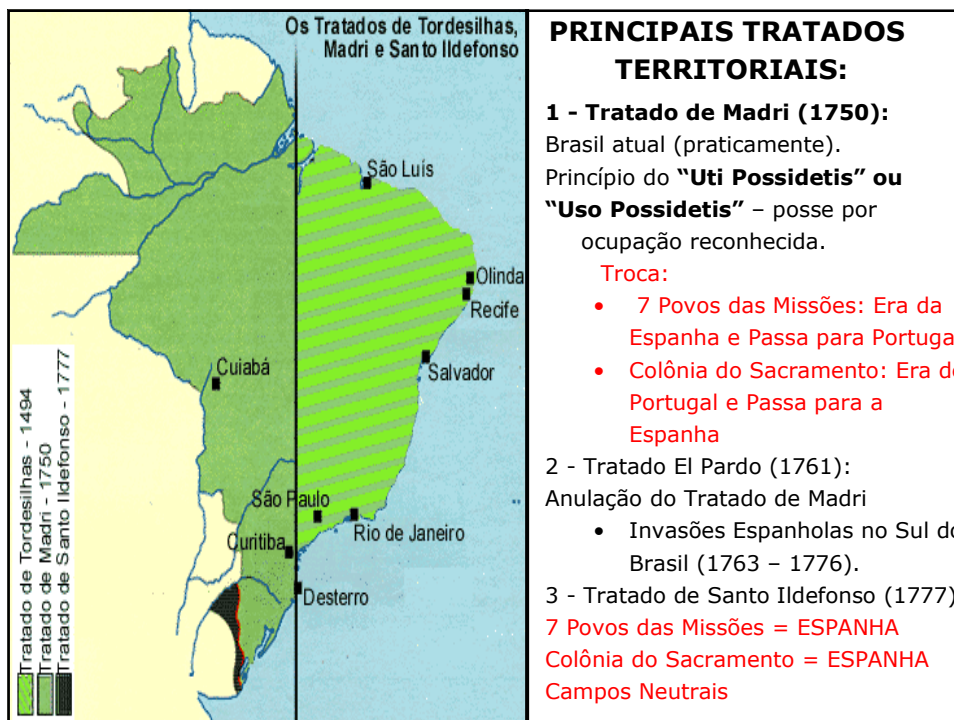 Os Tratados de Tordesilhas,
Madri e Santo Ildefonso
São Luís
Olinda
Recife
Cuiabá
Salvador
São Paulo
Rio de Janeiro
Curitiba
Desterro
Tratado de Tordesilhas - 1494
Tratado de Madri - 1750
Tratado de Santo Ildefonso - 1777
PRINCIPAIS TRATADOS
TERRITORIAIS:
1 - Tratado de Madri (1750):
Brasil atual (praticamente).
Princípio do “Uti Possidetis” ou
“Uso Possidetis” – posse por
ocupação reconhecida.
Troca:
• 7 Povos das Missões: Era da
Espanha e Passa para Portuga
• Colônia do Sacramento: Era d
Portugal e Passa para a
Espanha
2 - Tratado El Pardo (1761):
Anulação do Tratado de Madri
• Invasões Espanholas no Sul d
Brasil (1763 – 1776).
3 - Tratado de Santo Ildefonso (1777)
7 Povos das Missões = ESPANHA
Colônia do Sacramento = ESPANHA
Campos Neutrais